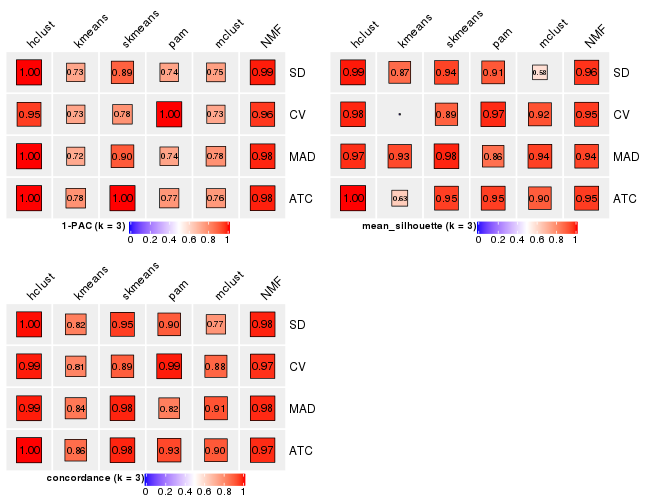 hclust kmeans skmeans pam mclust NMF
1.00 0.73 0.89 0.74 0.75 0.99 SD
0.95 0.73 0.78 1.00 0.73 0.96 CV
1.00 0.72 0.90 0.74 0.78 0.98 MAD
1.00 0.78 1.00 0.77 0.76 0.98 ATC
1-PAC (k = 3)
0 0.2 0.4 0.6 0.8 1
hclust kmeans skmeans pam mclust NMF
0.99 0.87 0.94 0.91 0.58 0.96 SD
0.98 0.89 0.97 0.92 0.95 CV
0.97 0.93 0.98 0.86 0.94 0.94 MAD
1.00 0.63 0.95 0.95 0.90 0.95 ATC
mean_silhouette (k = 3)
0 0.2 0.4 0.6 0.8 1
hclust kmeans skmeans pam mclust NMF
1.00 0.82 0.95 0.90 0.77 0.98 SD
0.99 0.81 0.89 0.99 0.88 0.97 CV
0.99 0.84 0.98 0.82 0.91 0.98 MAD
1.00 0.86 0.98 0.93 0.90 0.97 ATC
concordance (k = 3)
0 0.2 0.4 0.6 0.8 1